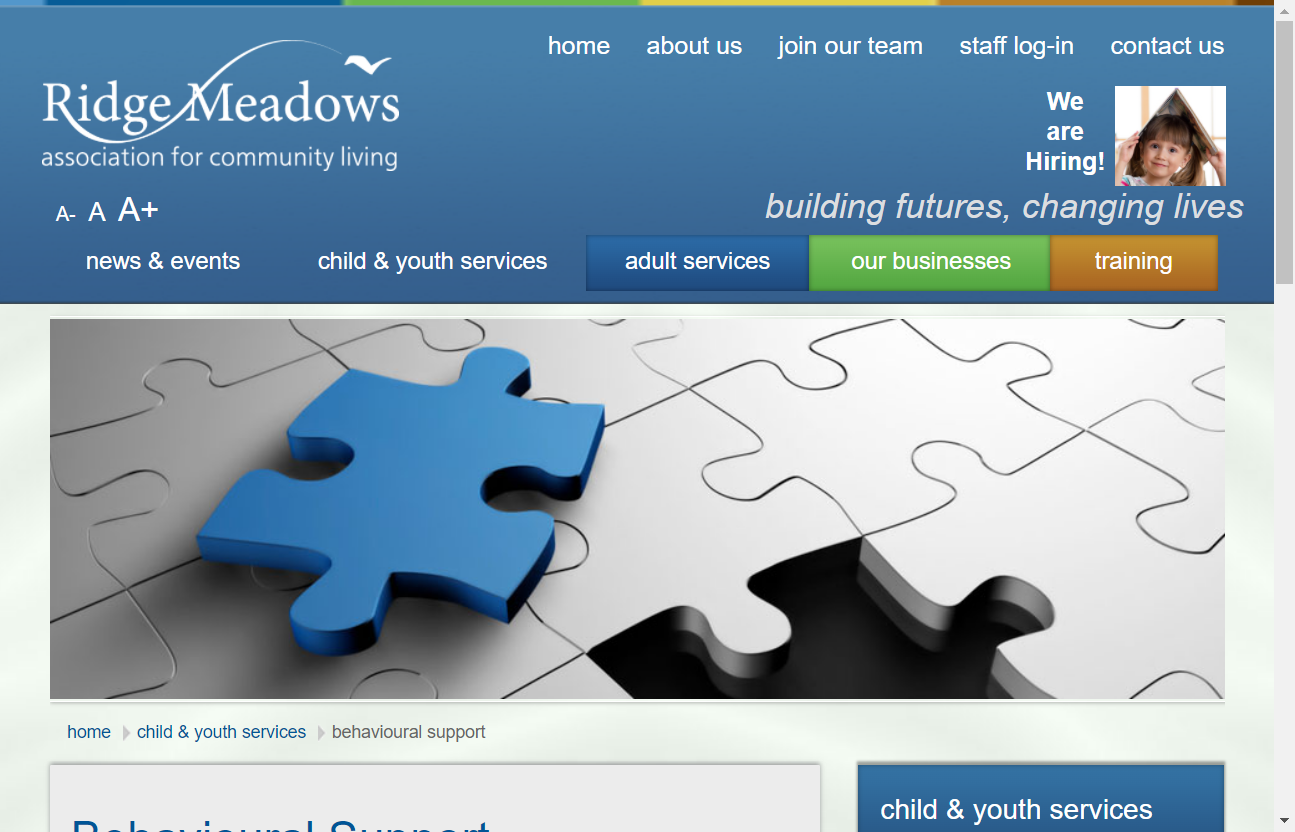 home about us join our team staff log-in contact us
Ridge Meadows
association for community living
We
are
Hiring!
A- A A+
building futures, changing lives
news & events child & youth services adult services our businesses training
home child & youth services behavioural support
Behavioural Support
child & youth services